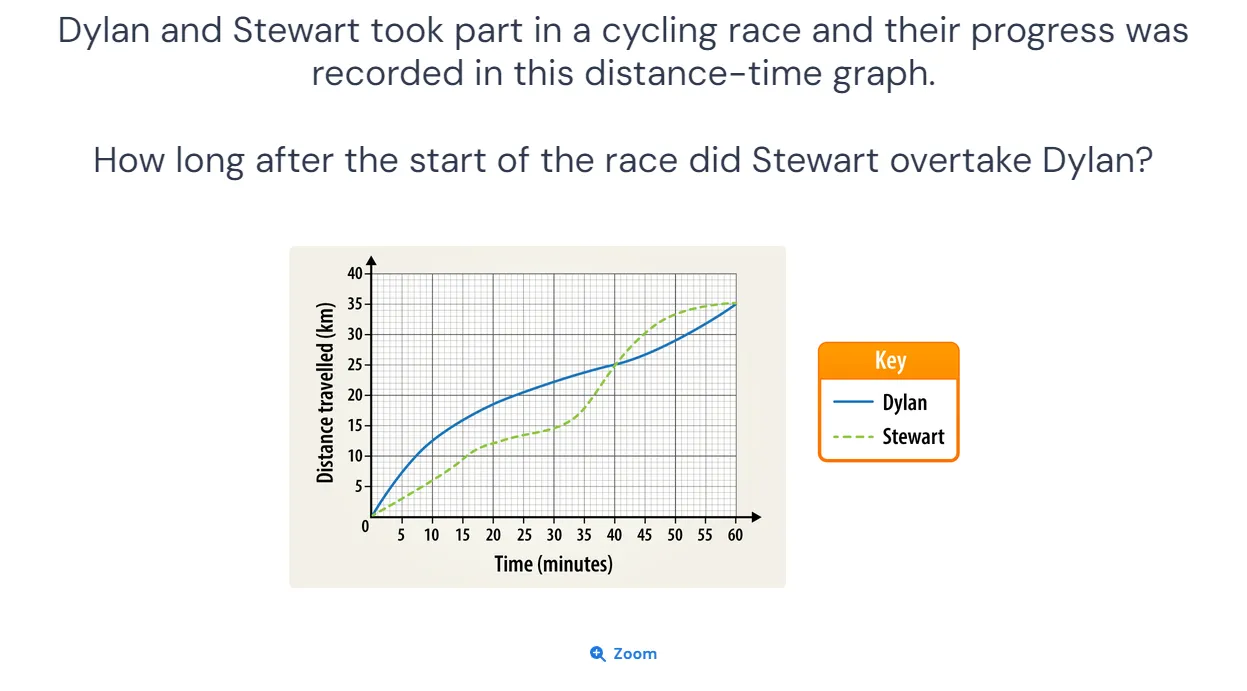 Dylan and Stewart took part in a cycling race and their progress was
recorded in this distance-time graph.
How long after the start of the race did Stewart overtake Dylan?
Distance travelled (km)
40
35
30
25
20
15
10
5
0
5 10 15 20 25 30 35 40 45 50 55 60
Time (minutes)
Key
Dylan
Stewart
Zoom